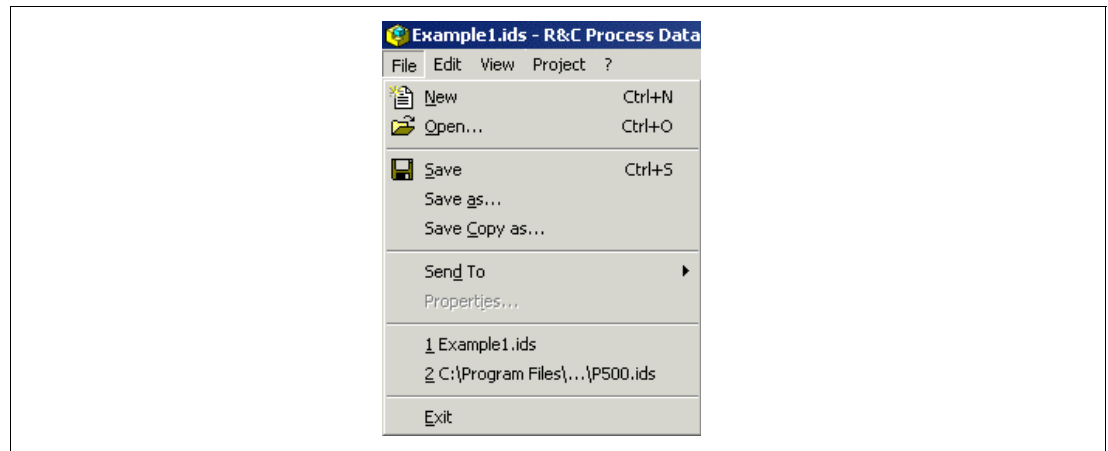 Example1.ids - R&C Process Data
File Edit View Project ?
New Ctrl+N
Open... Ctrl+O
Save Ctrl+S
Save as...
Save Copy as...
Send To
Properties...
1 Example1.ids
2 C:\Program Files\...\P500.ids
Exit